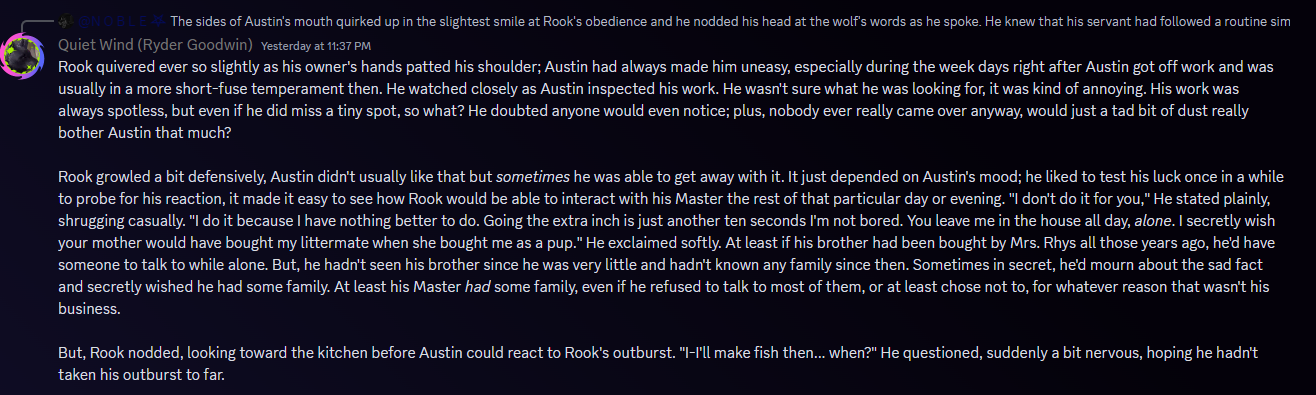 @N O B L E The sides of Austin's mouth quirked up in the slightest smile at Rook's obedience and he nodded his head at the wolf's words as he spoke. He knew that his servant had followed a routine sim
Quiet Wind (Ryder Goodwin) Yesterday at 11:37 PM
Rook quivered ever so slightly as his owner's hands patted his shoulder; Austin had always made him uneasy, especially during the week days right after Austin got off work and was
usually in a more short-fuse temperament then. He watched closely as Austin inspected his work. He wasn't sure what he was looking for, it was kind of annoying. His work was
always spotless, but even if he did miss a tiny spot, so what? He doubted anyone would even notice; plus, nobody ever really came over anyway, would just a tad bit of dust really
bother Austin that much?
Rook growled a bit defensively, Austin didn't usually like that but sometimes he was able to get away with it. It just depended on Austin's mood; he liked to test his luck once in a while
to probe for his reaction, it made it easy to see how Rook would be able to interact with his Master the rest of that particular day or evening. "I don't do it for you," He stated plainly,
shrugging casually. "I do it because I have nothing better to do. Going the extra inch is just another ten seconds I'm not bored. You leave me in the house all day, alone. I secretly wish
your mother would have bought my littermate when she bought me as a pup." He exclaimed softly. At least if his brother had been bought by Mrs. Rhys all those years ago, he'd have
someone to talk to while alone. But, he hadn't seen his brother since he was very little and hadn't known any family since then. Sometimes in secret, he'd mourn about the sad fact
and secretly wished he had some family. At least his Master had some family, even if he refused to talk to most of them, or at least chose not to, for whatever reason that wasn't his
business.
But, Rook nodded, looking toward the kitchen before Austin could react to Rook's outburst. "I-I'll make fish then... when?" He questioned, suddenly a bit nervous, hoping he hadn't
taken his outburst to far.